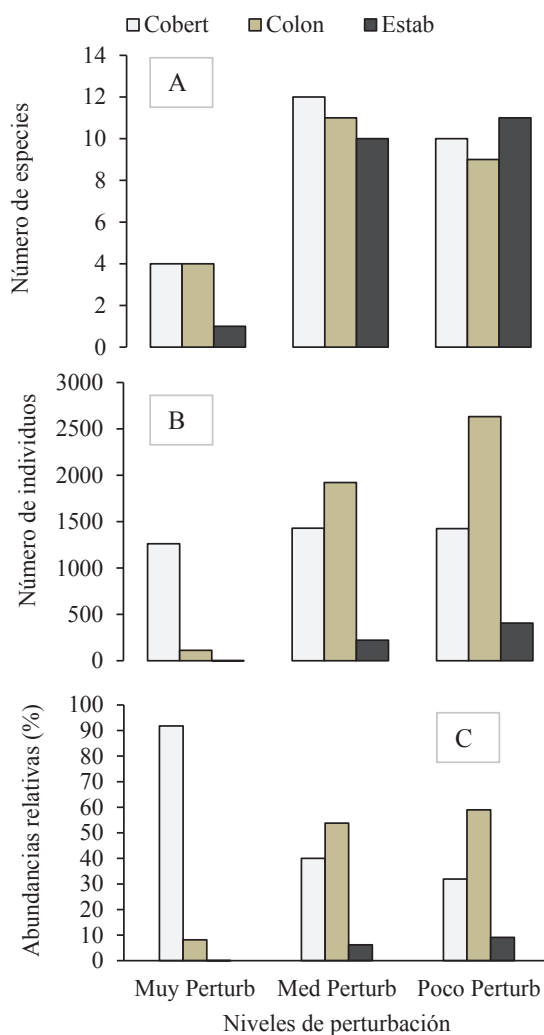 Cobert Colon Estab
A
Número de especies
14
12
10
8
6
4
2
0
B
Número de individuos
3000
2500
2000
1500
1000
500
0
C
Abundancias relativas (%)
100
90
80
70
60
50
40
30
20
10
0
Muy Perturb Med Perturb Poco Perturb
Niveles de perturbación